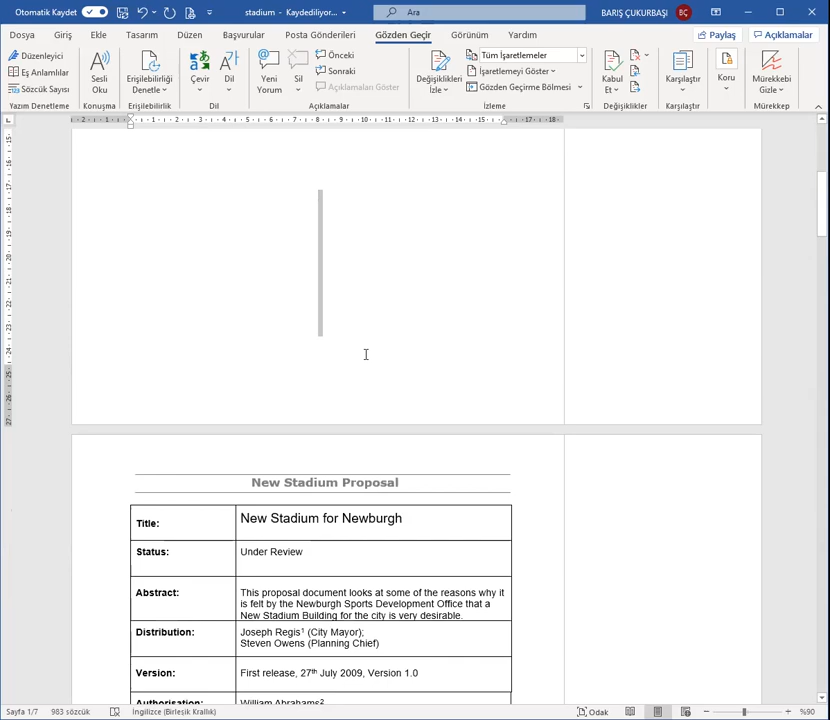 Otomatik Kaydet
stadium - Kaydediliyor...
Ara
BARIŞ ÇUKURBAŞI
BÇ
Dosya Giriş Ekle Tasarım Düzen Başvurular Posta Gönderileri Gözden Geçir Görünüm Yardım
Paylaş
Açıklamalar
Düzenleyici
Eş Anlamlılar
Sözcük Sayısı
Yazım Denetleme
Sesli Oku
Konuşma
Erişilebilirliği Denetle
Erişilebilirlik
Çevir
Dil
Dil
Yeni Yorum
Sil
Önceki
Sonraki
Açıklamaları Göster
Açıklamalar
Değişiklikleri İzle
Tüm İşaretlemeler
İşaretlemeyi Göster
Gözden Geçirme Bölmesi
İzleme
Kabul Et
Değişiklikler
Karşılaştır
Karşılaştır
Koru
Mürekkebi Gizle
Mürekkep
New Stadium Proposal
Title: New Stadium for Newburgh
Status: Under Review
Abstract: This proposal document looks at some of the reasons why it
is felt by the Newburgh Sports Development Office that a
New Stadium Building for the city is very desirable.
Distribution: Joseph Regis¹ (City Mayor);
Steven Owens (Planning Chief)
Version: First release, 27th July 2009, Version 1.0
Authorisation: William Abrahams²
Sayfa 1/7 983 sözcük İngilizce (Birleşik Krallık) Odak %90